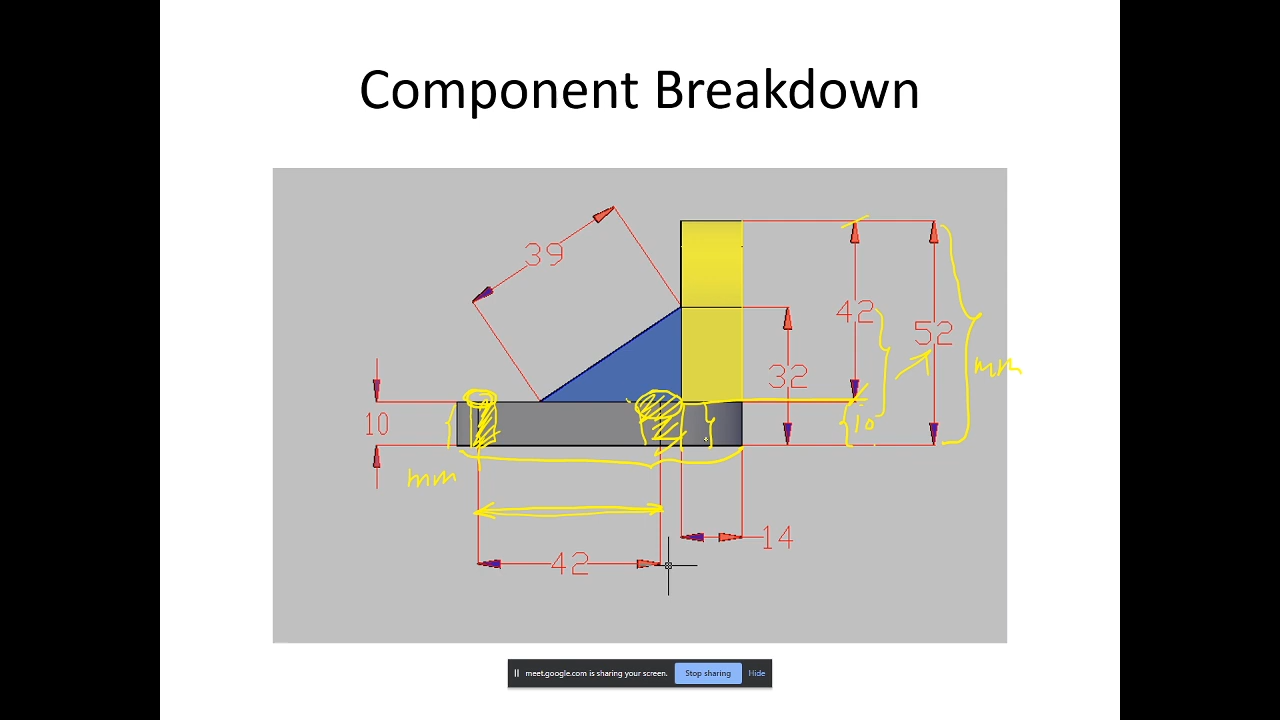 Component Breakdown
39
42
52
mm
32
10
10
mm
14
42
meet.google.com is sharing your screen.
Stop sharing
Hide